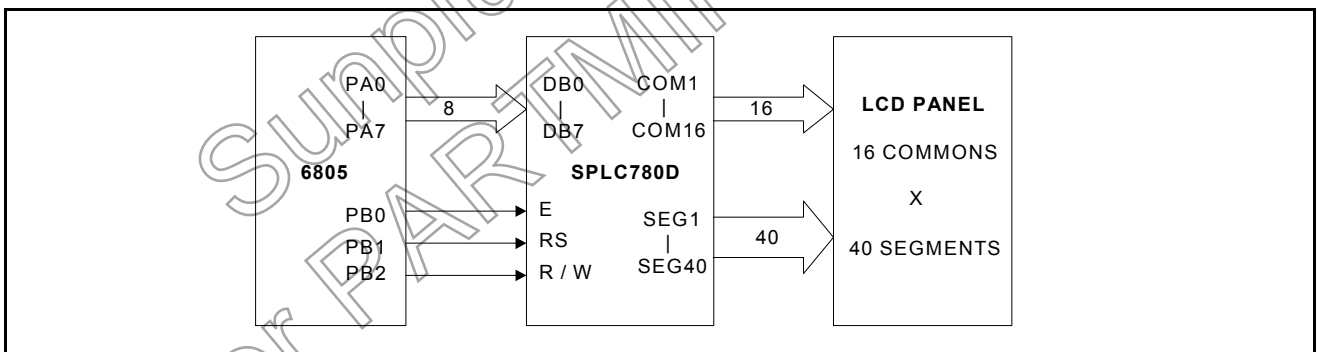 PA0
|
PA7
6805
PB0
PB1
PB2
8
DB0
|
DB7
COM1
|
COM16
SPLC780D
E
RS
R / W
SEG1
|
SEG40
16
40
LCD PANEL
16 COMMONS
X
40 SEGMENTS